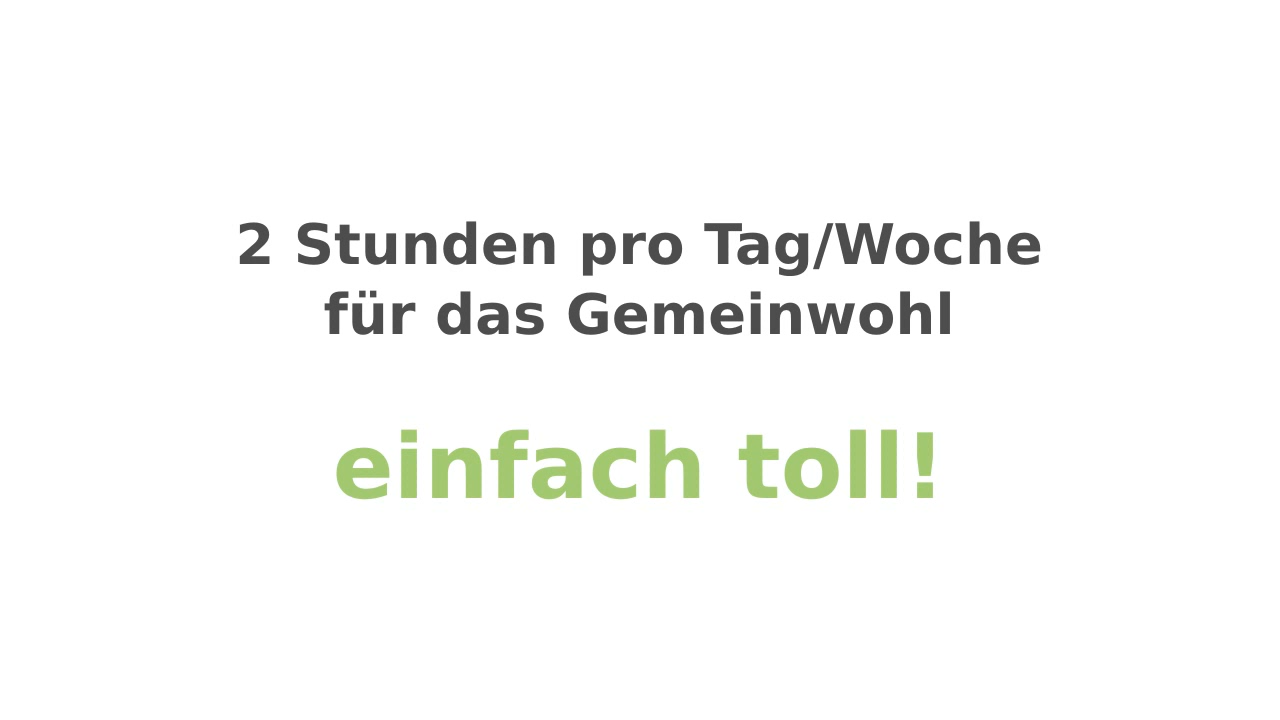 2 Stunden pro Tag/Woche
für das Gemeinwohl
einfach toll!